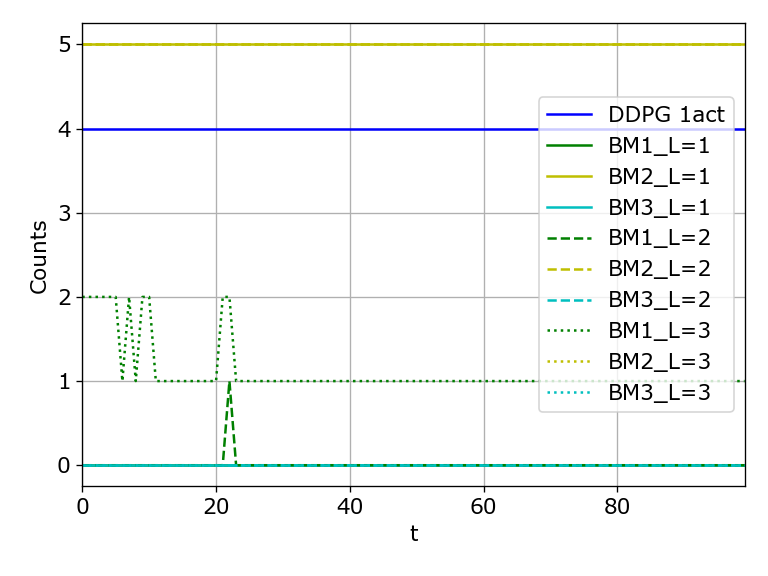 5
4
3
2
1
0
Counts
0
20
40
60
80
t
DDPG 1act
BM1_L=1
BM2_L=1
BM3_L=1
BM1_L=2
BM2_L=2
BM3_L=2
BM1_L=3
BM2_L=3
BM3_L=3